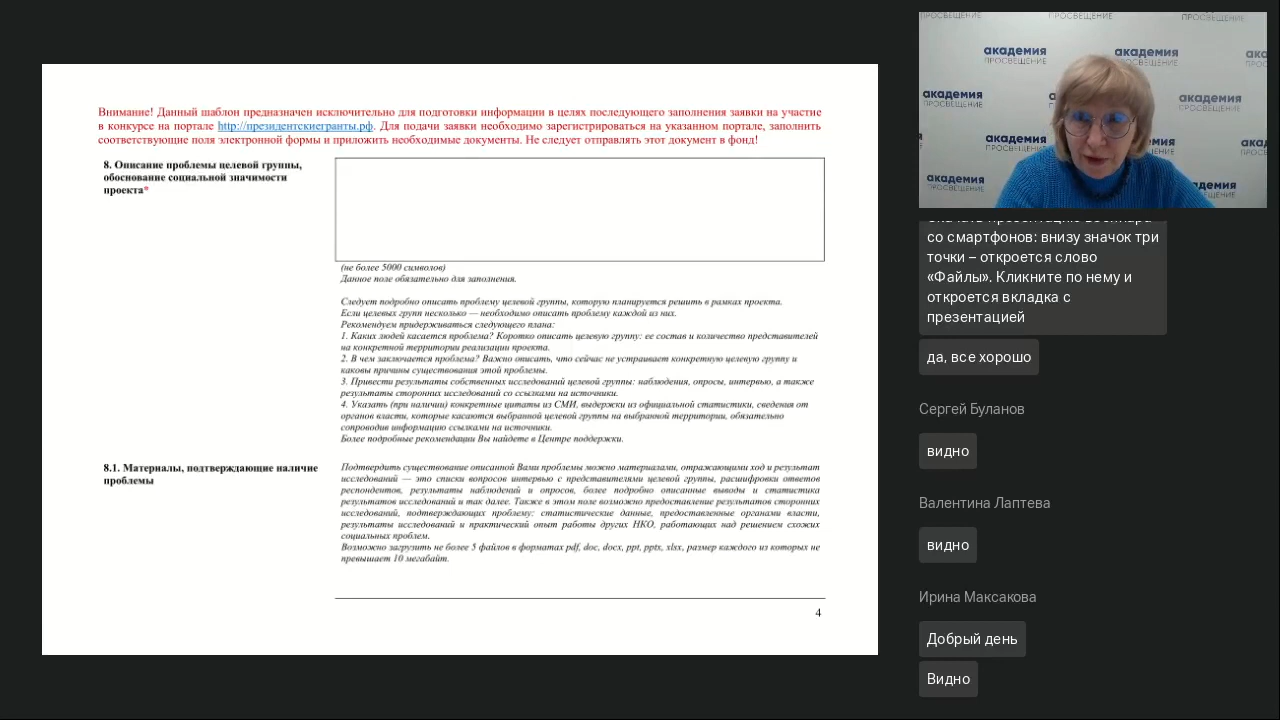 Внимание! Данный шаблон предназначен исключительно для подготовки информации в целях последующего заполнения заявки на участие
в конкурсе на портале http://президентскиегранты.рф. Для подачи заявки необходимо зарегистрироваться на указанном портале, заполнить
соответствующие поля электронной формы и приложить необходимые документы. Не следует отправлять этот документ в фонд!
8. Описание проблемы целевой группы,
обоснование социальной значимости
проекта*
(не более 5000 символов)
Данное поле обязательно для заполнения.
Следует подробно описать проблему целевой группы, которую планируется решить в рамках проекта.
Если целевых групп несколько — необходимо описать проблему каждой из них.
Рекомендуем придерживаться следующего плана:
1. Каких людей касается проблема? Коротко описать целевую группу: ее состав и количество представителей
на конкретной территории реализации проекта.
2. В чем заключается проблема? Важно описать, что сейчас не устраивает конкретную целевую группу и
каковы причины существования этой проблемы.
3. Привести результаты собственных исследований целевой группы: наблюдения, опросы, интервью, а также
результаты сторонних исследований со ссылками на источники.
4. Указать (при наличии) конкретные цитаты из СМИ, выдержки из официальной статистики, сведения от
органов власти, которые касаются выбранной целевой группы на выбранной территории, обязательно
сопроводив информацию ссылками на источники.
Более подробные рекомендации Вы найдете в Центре поддержки.
8.1. Материалы, подтверждающие наличие
проблемы
Подтвердить существование описанной Вами проблемы можно материалами, отражающими ход и результат
исследований — это списки вопросов интервью с представителями целевой группы, расшифровки ответов
респондентов, результаты наблюдений и опросов, более подробно описанные выводы и статистика
результатов исследований и так далее. Также в этом поле возможно предоставление результатов сторонних
исследований, подтверждающих проблему: статистические данные, предоставленные органами власти,
результаты исследований и практический опыт работы других НКО, работающих над решением схожих
социальных проблем.
Возможно загрузить не более 5 файлов в форматах pdf, doc, docx, ppt, pptx, xlsx, размер каждого из которых не
превышает 10 мегабайт.
4
академия
ПРОСВЕЩЕНИЕ
академия
ПРОСВЕЩЕНИЕ
академия
ПРОСВЕЩЕНИЕ
академия
ПРОСВЕЩЕНИЕ
академия
ПРОСВЕЩЕНИЕ
академия
ПРОСВЕЩЕНИЕ
Скачать презентацию вебинара
со смартфонов: внизу значок три
точки – откроется слово
«Файлы». Кликните по нему и
откроется вкладка с
презентацией
да, все хорошо
Сергей Буланов
видно
Валентина Лаптева
видно
Ирина Максакова
Добрый день
Видно